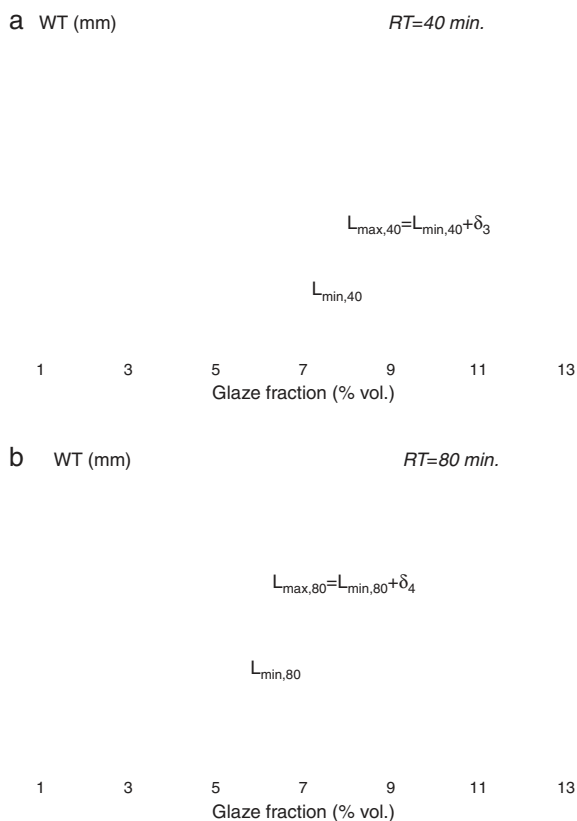 a WT (mm) RT=40 min.
Lmax,40=Lmin,40+δ3
Lmin,40
1 3 5 7 9 11 13
Glaze fraction (% vol.)
b WT (mm) RT=80 min.
Lmax,80=Lmin,80+δ4
Lmin,80
1 3 5 7 9 11 13
Glaze fraction (% vol.)